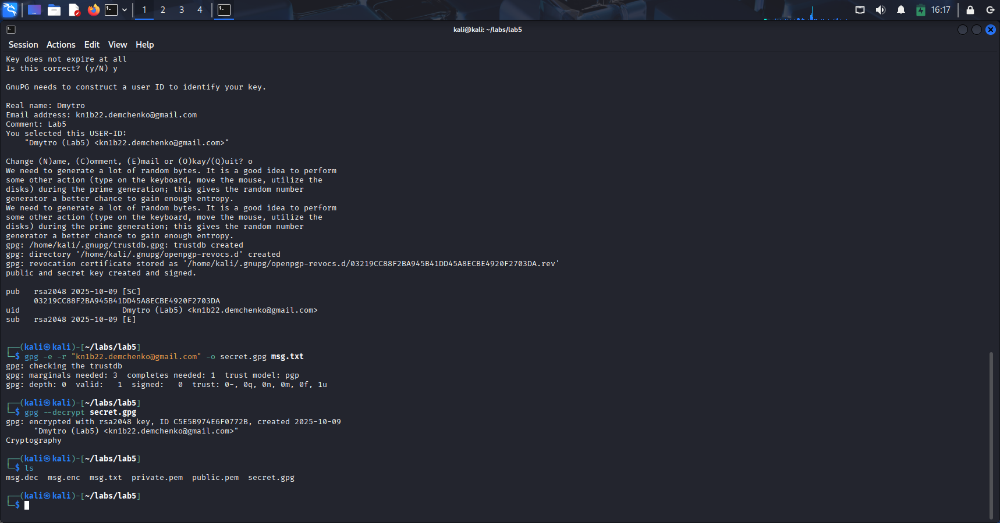 1 2 3 4 16:17
kali@kali: ~/labs/lab5
Session Actions Edit View Help
Key does not expire at all
Is this correct? (y/N) y
GnuPG needs to construct a user ID to identify your key.
Real name: Dmytro
Email address: kn1b22.demchenko@gmail.com
Comment: Lab5
You selected this USER-ID:
"Dmytro (Lab5) <kn1b22.demchenko@gmail.com>"
Change (N)ame, (C)omment, (E)mail or (O)kay/(Q)uit? o
We need to generate a lot of random bytes. It is a good idea to perform
some other action (type on the keyboard, move the mouse, utilize the
disks) during the prime generation; this gives the random number
generator a better chance to gain enough entropy.
We need to generate a lot of random bytes. It is a good idea to perform
some other action (type on the keyboard, move the mouse, utilize the
disks) during the prime generation; this gives the random number
generator a better chance to gain enough entropy.
gpg: /home/kali/.gnupg/trustdb.gpg: trustdb created
gpg: directory '/home/kali/.gnupg/openpgp-revocs.d' created
gpg: revocation certificate stored as '/home/kali/.gnupg/openpgp-revocs.d/03219CC88F2BA945B41DD45A8ECBE4920F2703DA.rev'
public and secret key created and signed.
pub   rsa2048 2025-10-09 [SC]
03219CC88F2BA945B41DD45A8ECBE4920F2703DA
uid                   Dmytro (Lab5) <kn1b22.demchenko@gmail.com>
sub   rsa2048 2025-10-09 [E]
┌──(kali㉿kali)-[~/labs/lab5]
└─$ gpg -e -r "kn1b22.demchenko@gmail.com" -o secret.gpg msg.txt
gpg: checking the trustdb
gpg: marginals needed: 3  completes needed: 1  trust model: pgp
gpg: depth: 0  valid:   1  signed:   0  trust: 0-, 0q, 0n, 0m, 0f, 1u
┌──(kali㉿kali)-[~/labs/lab5]
└─$ gpg --decrypt secret.gpg
gpg: encrypted with rsa2048 key, ID C5E5B974E6F0772B, created 2025-10-09
"Dmytro (Lab5) <kn1b22.demchenko@gmail.com>"
Cryptography
┌──(kali㉿kali)-[~/labs/lab5]
└─$ ls
msg.dec  msg.enc  msg.txt  private.pem  public.pem  secret.gpg
┌──(kali㉿kali)-[~/labs/lab5]
└─$